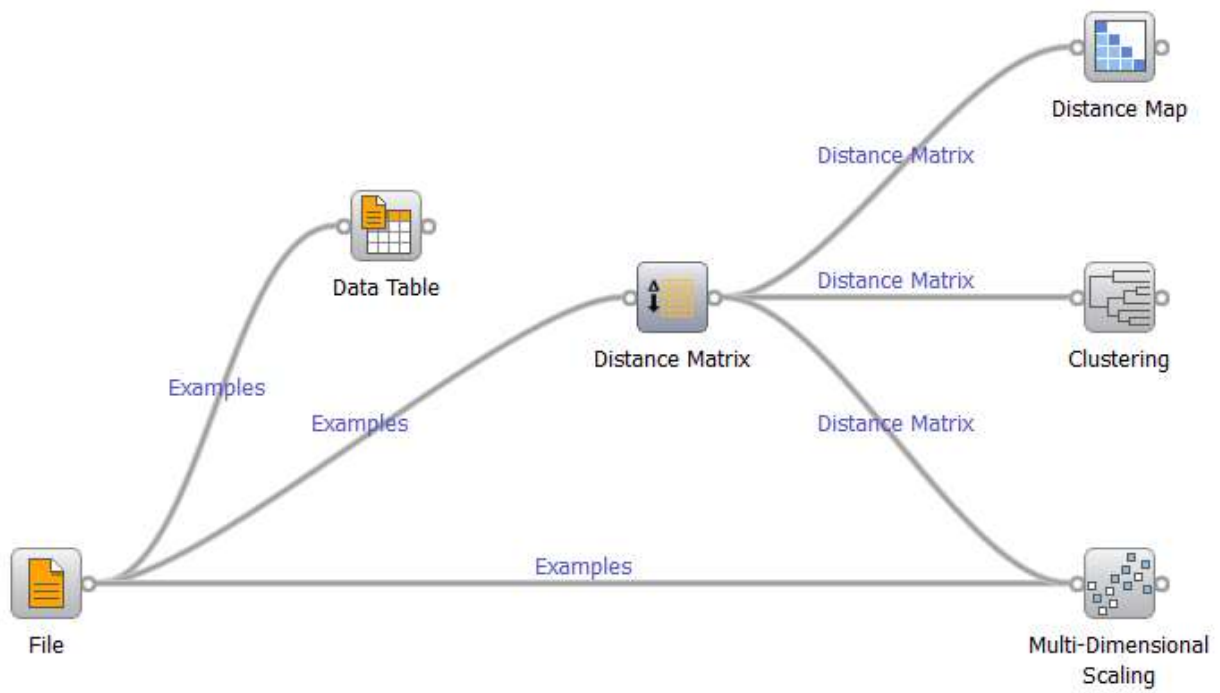 Distance Map
Distance Matrix
Data Table
Distance Matrix
Distance Matrix
Clustering
Examples
Examples
Distance Matrix
Examples
File
Multi-Dimensional
Scaling